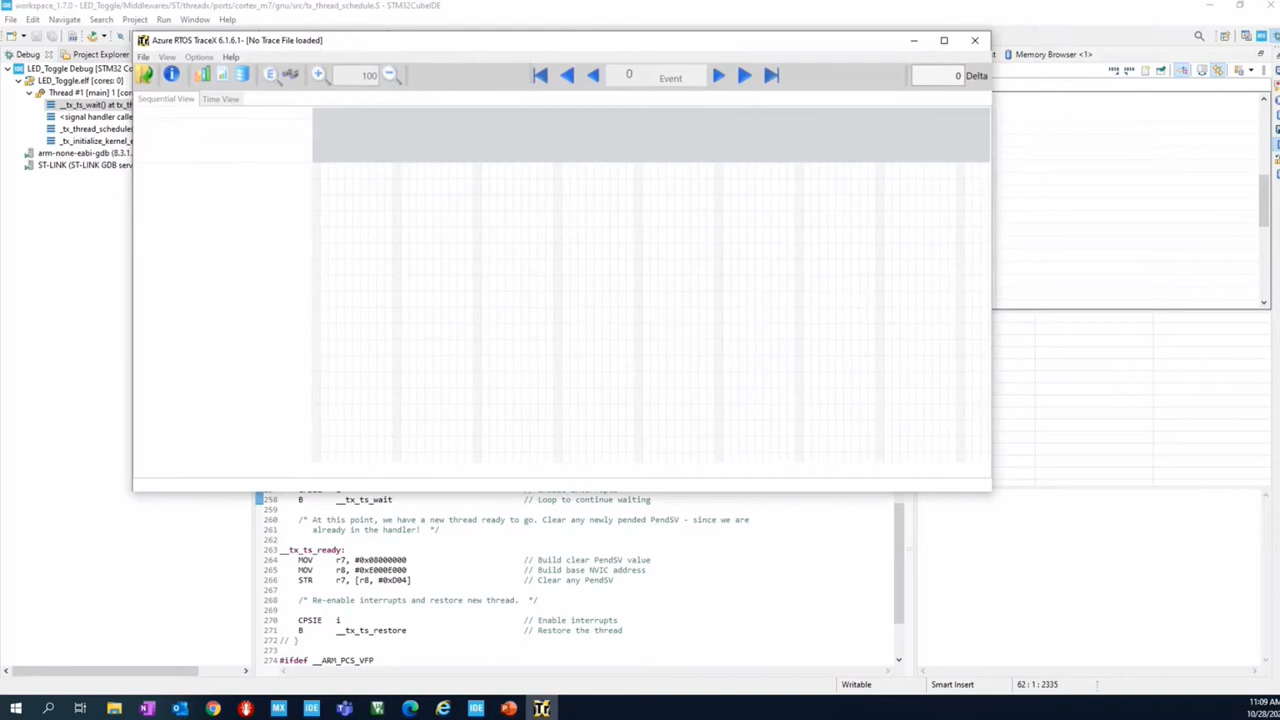 workspace_1.7.0 - LED_Toggle/Middlewares/ST/threadx/ports/cortex_m7/gnu/src/tx_thread_schedule.S - STM32CubeIDE
File Edit Navigate Search Project Run Window Help
Debug Project Explorer
Memory Browser <1>
LED_Toggle Debug [STM32 Co
LED_Toggle.elf [cores: 0]
Thread #1 [main] 1 [core
__tx_ts_wait() at tx_th
<signal handler calle
_tx_thread_schedule
_tx_initialize_kernel_e
arm-none-eabi-gdb (8.3.1.
ST-LINK (ST-LINK GDB serv
Azure RTOS TraceX 6.1.6.1- [No Trace File loaded]
File View Options Help
100
0 Event
0 Delta
Sequential View Time View
258 B __tx_ts_wait // Loop to continue waiting
259
260 /* At this point, we have a new thread ready to go. Clear any newly pended PendSV - since we are
261 already in the handler! */
262
263 __tx_ts_ready:
264 MOV r7, #0x08000000 // Build clear PendSV value
265 MOV r8, #0xE000E000 // Build base NVIC address
266 STR r7, [r8, #0xD04] // Clear any PendSV
267
268 /* Re-enable interrupts and restore new thread. */
269
270 CPSIE i // Enable interrupts
271 B __tx_ts_restore // Restore the thread
272 // }
273
274 #ifdef __ARM_PCS_VFP
Writable Smart Insert 62 : 1 : 2335
11:09 AM
10/28/202